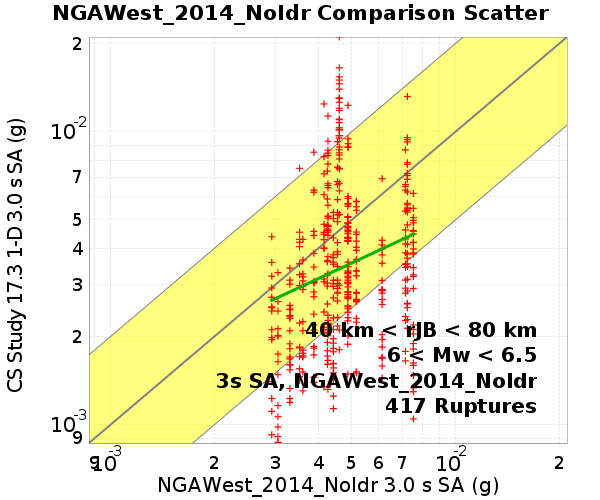 NGAWest_2014_NoIdr Comparison Scatter
CS Study 17.3 1-D 3.0 s SA (g)
2
10-2
7
5
4
3
2
10-3
9
40 km < rJB < 80 km
6 < Mw < 6.5
3s SA, NGAWest_2014_NoIdr
417 Ruptures
9 10-3 2 3 4 5 6 7 10-2 2
NGAWest_2014_NoIdr 3.0 s SA (g)